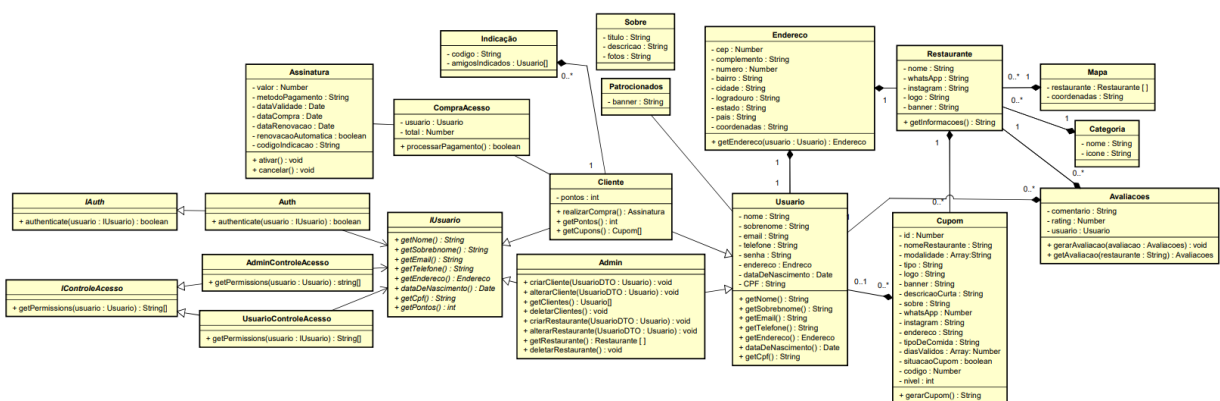 Indicação
- codigo : String
- amigosIndicados : Usuario[]
0..*
Sobre
- titulo : String
- descricao : String
- fotos : String
Endereco
- cep : Number
- complemento : String
- numero : Number
- bairro : String
- cidade : String
- logradouro : String
- estado : String
- pais : String
- coordenadas : String
+ getEndereco(usuario : Usuario) : Endereco
1
1
Restaurante
- nome : String
- whatsApp : String
- instagram : String
- logo : String
- banner : String
+ getInformacoes() : String
0..*
1
0..*
1
1
1
Mapa
- restaurante : Restaurante [ ]
- coordenadas : String
Categoria
- nome : String
- icone : String
Assinatura
- valor : Number
- metodoPagamento : String
- dataValidade : Date
- dataCompra : Date
- dataRenovacao : Date
- renovacaoAutomatica : boolean
- codigoIndicacao : String
+ ativar() : void
+ cancelar() : void
CompraAcesso
- usuario : Usuario
- total : Number
+ processarPagamento() : boolean
Patrocionados
- banner : String
1
Cliente
- pontos : int
+ realizarCompra() : Assinatura
+ getPontos() : int
+ getCupons() : Cupom[]
IAuth
+ authenticate(usuario : IUsuario) : boolean
Auth
+ authenticate(usuario : IUsuario) : boolean
IUsuario
+ getNome() : String
+ getSobrebnome() : String
+ getEmail() : String
+ getTelefone() : String
+ getEndereco() : Endereco
+ dataDeNascimento() : Date
+ getCpf() : String
+ getPontos() : int
AdminControleAcesso
+ getPermissions(usuario : Usuario) : string[]
IControleAcesso
+ getPermissions(usuario : Usuario) : String[]
UsuarioControleAcesso
+ getPermissions(usuario : IUsuario) : String[]
Admin
+ criarCliente(UsuarioDTO : Usuario) : void
+ alterarCliente(UsuarioDTO : Usuario) : void
+ getClientes() : Usuario[]
+ deletarClientes() : void
+ criarRestaurante(UsuarioDTO : Usuario) : void
+ alterarRestaurante(UsuarioDTO : Usuario) : void
+ getRestaurante() : Restaurante [ ]
+ deletarRestaurante() : void
1
Usuario
- nome : String
- sobrenome : String
- email : String
- telefone : String
- senha : String
- endereco : Endreco
- dataDeNascimento : Date
- CPF : String
+ getNome() : String
+ getSobrenome() : String
+ getEmail() : String
+ getTelefone() : String
+ getEndereco() : Endereco
+ dataDeNascimento() : Date
+ getCpf() : String
0..1
0..*
Cupom
- id : Number
- nomeRestaurante : String
- modalidade : Array:String
- tipo : String
- logo : String
- banner : String
- descricaoCurta : String
- sobre : String
- whatsApp : Number
- instagram : String
- endereco : String
- tipoDeComida : String
- diasValidos : Array: Number
- situacaoCupom : boolean
- codigo : Number
- nivel : int
+ gerarCupom() : String
0..*
0..*
Avaliacoes
- comentario : String
- rating : Number
- usuario : Usuario
+ gerarAvaliacao(avaliacao : Avaliacoes) : void
+ getAvaliacao(restaurante : String) : Avaliacoes